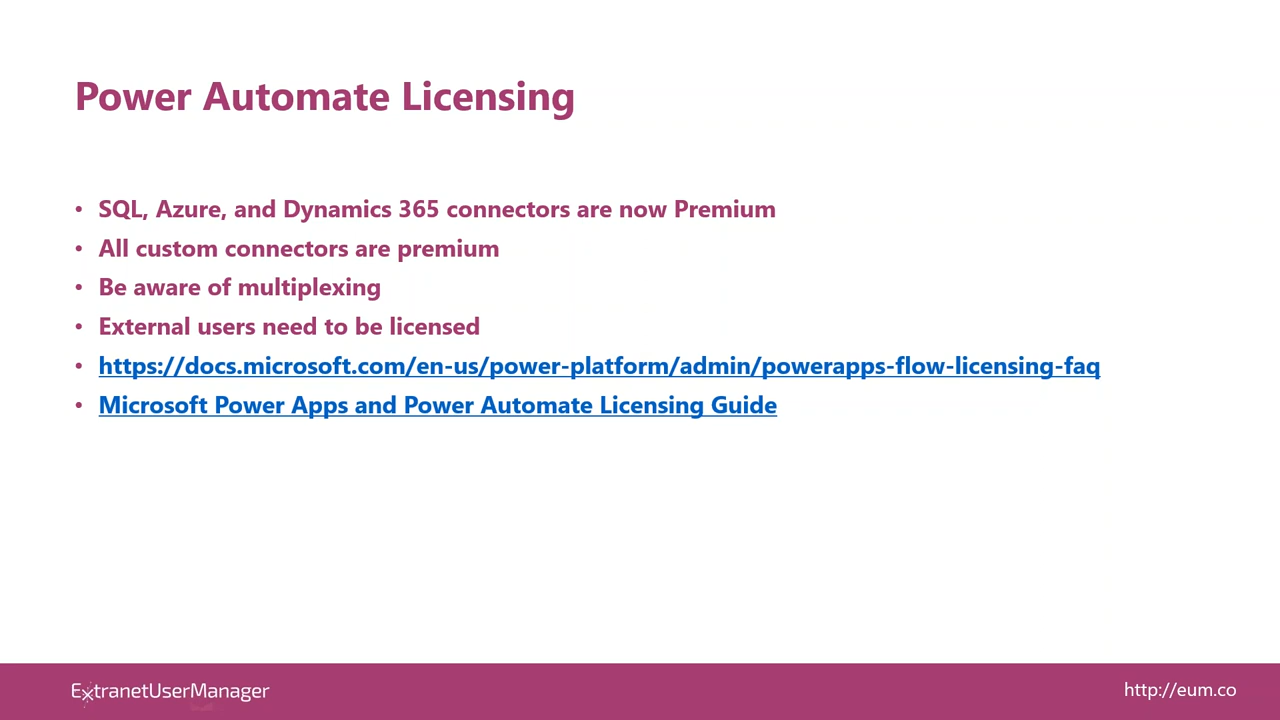 Power Automate Licensing
• SQL, Azure, and Dynamics 365 connectors are now Premium
• All custom connectors are premium
• Be aware of multiplexing
• External users need to be licensed
• https://docs.microsoft.com/en-us/power-platform/admin/powerapps-flow-licensing-faq
• Microsoft Power Apps and Power Automate Licensing Guide
ExtranetUserManager
http://eum.co